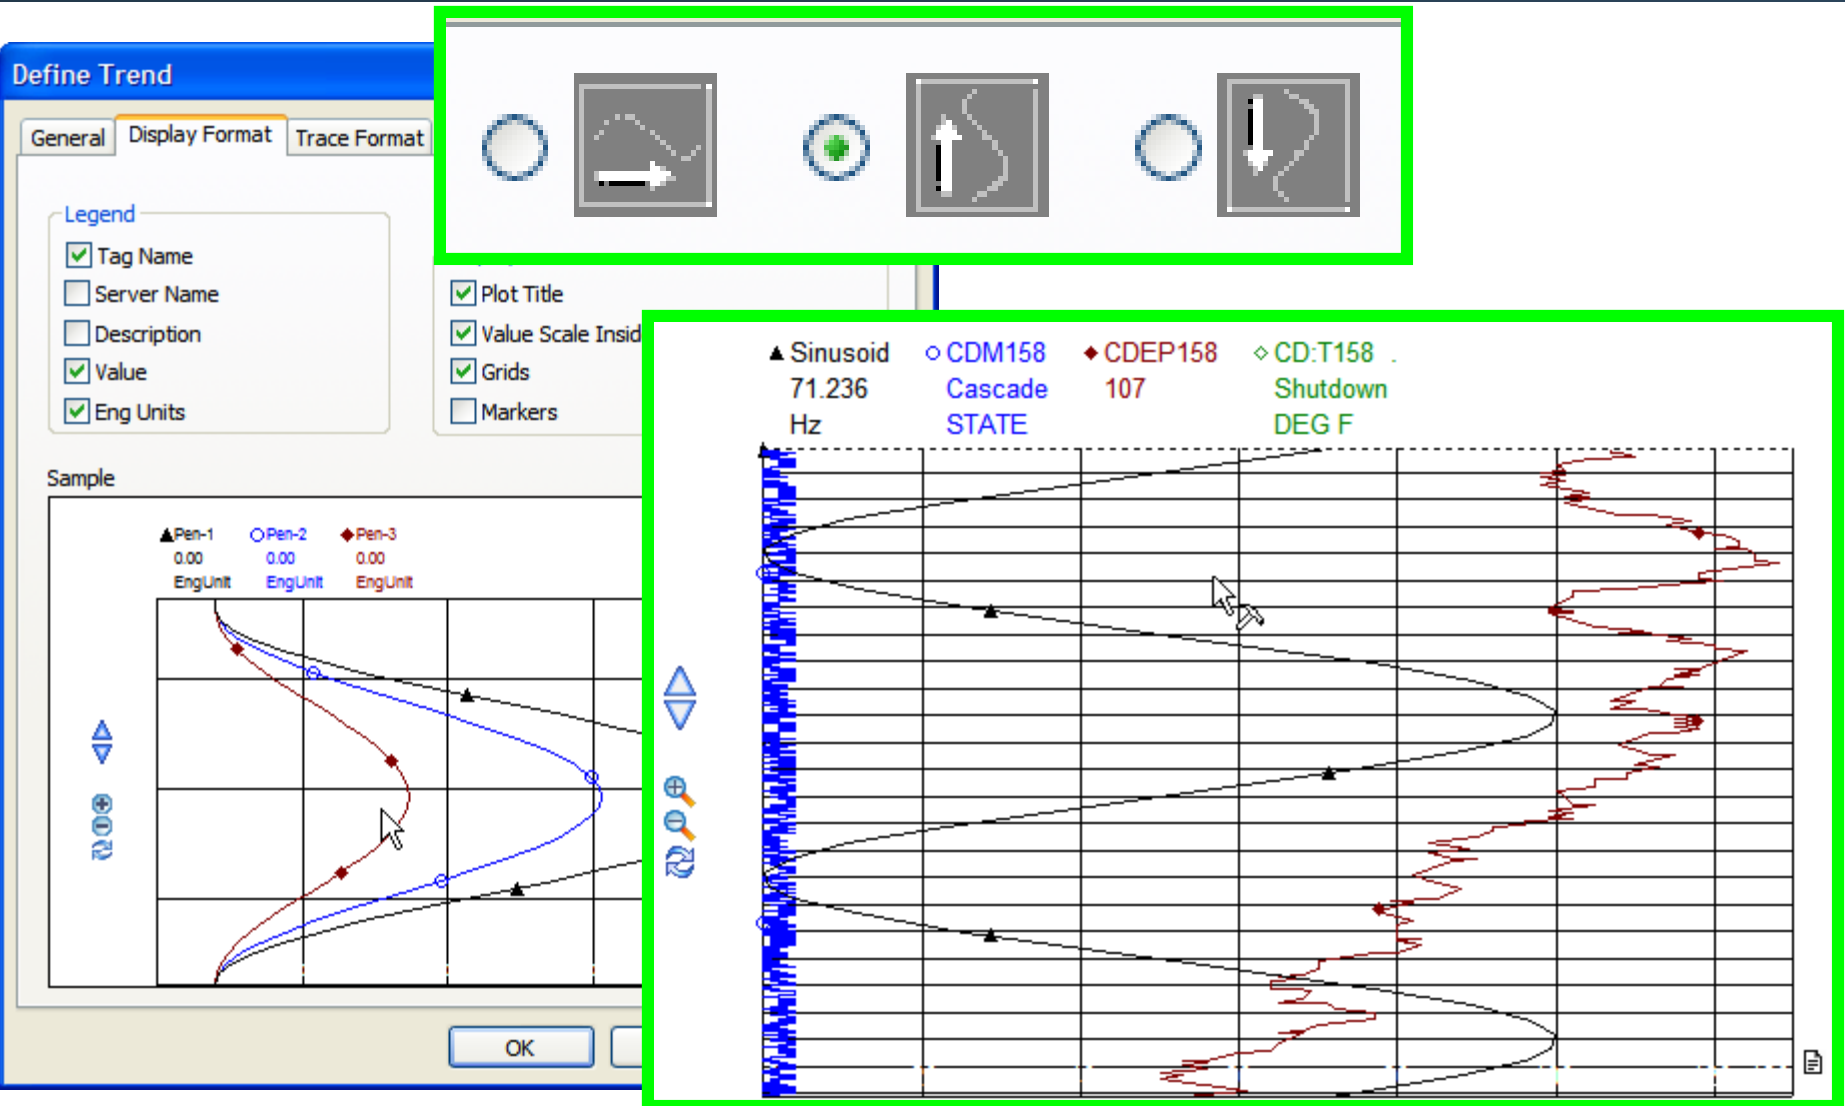 Define Trend
General Display Format Trace Format
Legend
Tag Name
Server Name
Description
Value
Eng Units
Plot Title
Value Scale Insid
Grids
Markers
Sample
Pen-1 Pen-2 Pen-3
0.00 0.00 0.00
EngUnit EngUnit EngUnit
OK
Sinusoid CDM158 CDEP158 CD:T158 .
71.236 Cascade 107 Shutdown
Hz STATE DEG F